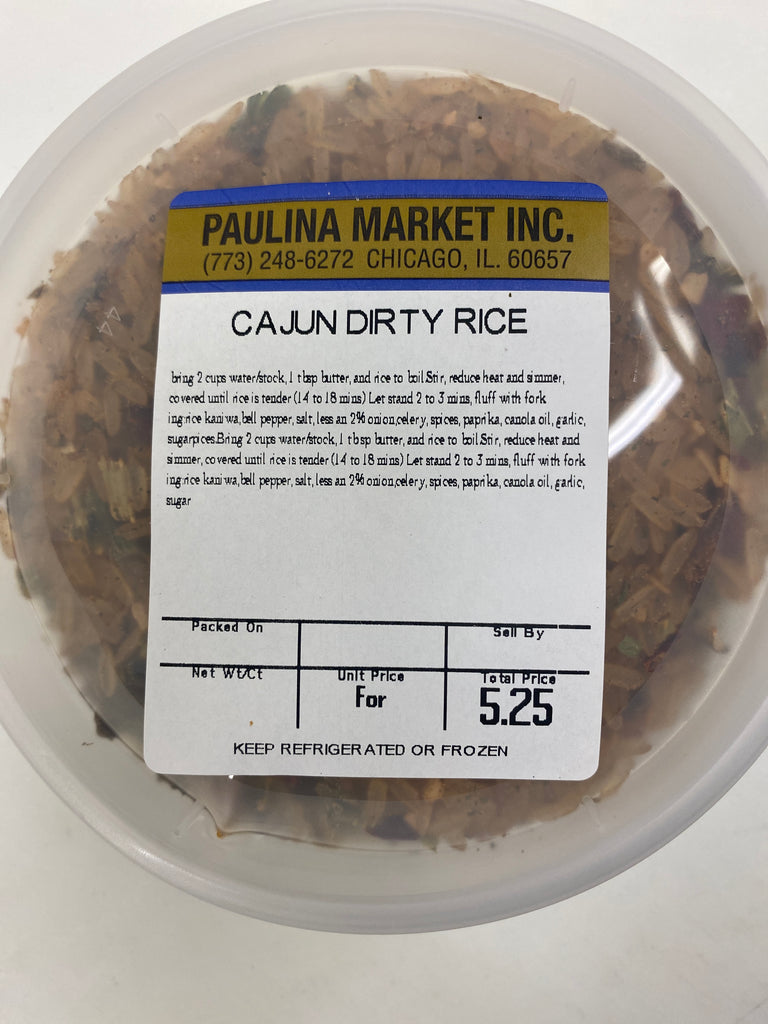 PAULINA MARKET INC.
(773) 248-6272 CHICAGO, IL. 60657
CAJUN DIRTY RICE
bring 2 cups water/stock, 1 tbsp butter, and rice to boil.Stir, reduce heat and simmer,
covered until rice is tender (14 to 18 mins) Let stand 2 to 3 mins, fluff with fork
ing:rice kaniwa,bell pepper, salt, less an 2% onion,celery, spices, paprika, canola oil, garlic,
sugarpices.Bring 2 cups water/stock, 1 tbsp butter, and rice to boil.Stir, reduce heat and
simmer, covered until rice is tender (14 to 18 mins) Let stand 2 to 3 mins, fluff with fork
ing:rice kaniwa,bell pepper, salt, less an 2% onion,celery, spices, paprika, canola oil, garlic,
sugar
Packed On Sell By
Net Wt/Ct Unit Price Total Price
For 5.25
KEEP REFRIGERATED OR FROZEN
44